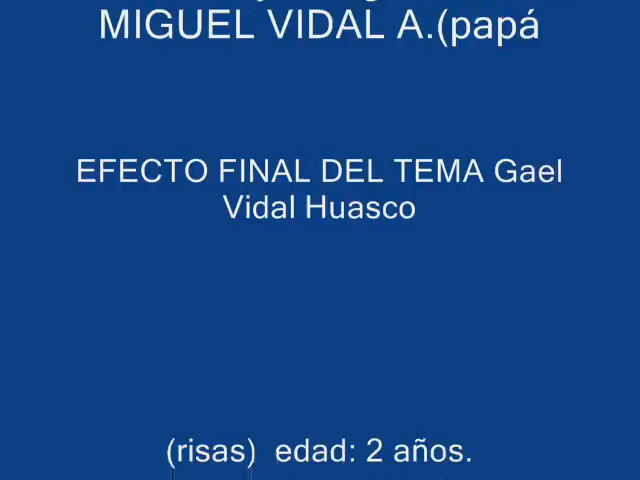 MIGUEL VIDAL A.(papá
EFECTO FINAL DEL TEMA Gael
Vidal Huasco
(risas)  edad: 2 años.